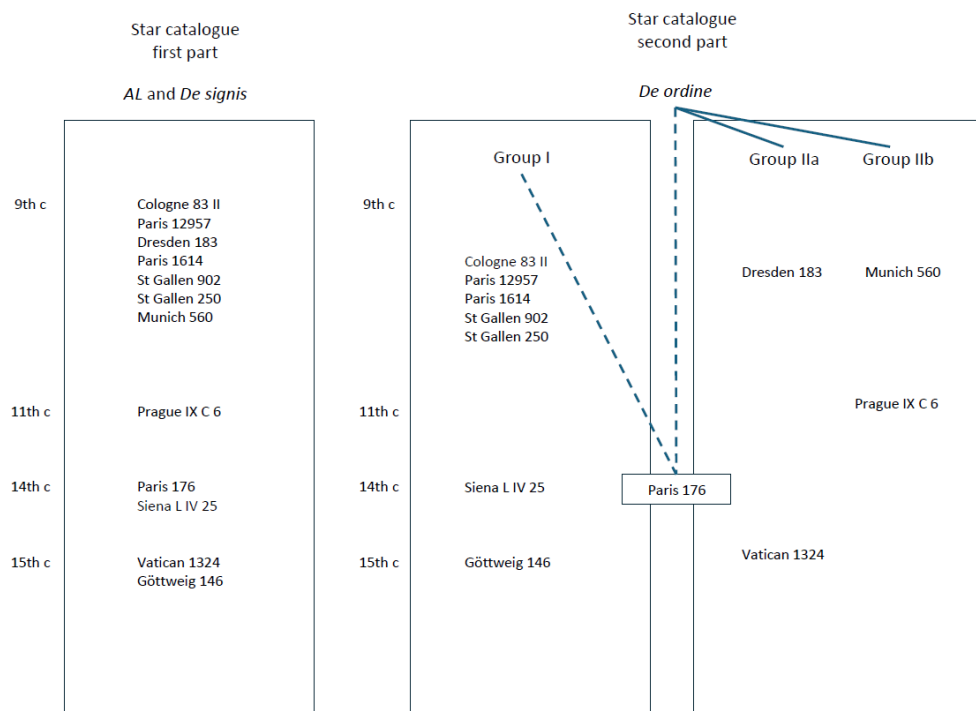 Star catalogue
first part
AL and De signis
9th c
Cologne 83 II
Paris 12957
Dresden 183
Paris 1614
St Gallen 902
St Gallen 250
Munich 560
11th c
Prague IX C 6
14th c
Paris 176
Siena L IV 25
15th c
Vatican 1324
Göttweig 146
Star catalogue
second part
De ordine
Group I
Group IIa
Group IIb
9th c
Cologne 83 II
Paris 12957
Paris 1614
St Gallen 902
St Gallen 250
Dresden 183
Munich 560
11th c
Prague IX C 6
14th c
Siena L IV 25
Paris 176
15th c
Göttweig 146
Vatican 1324